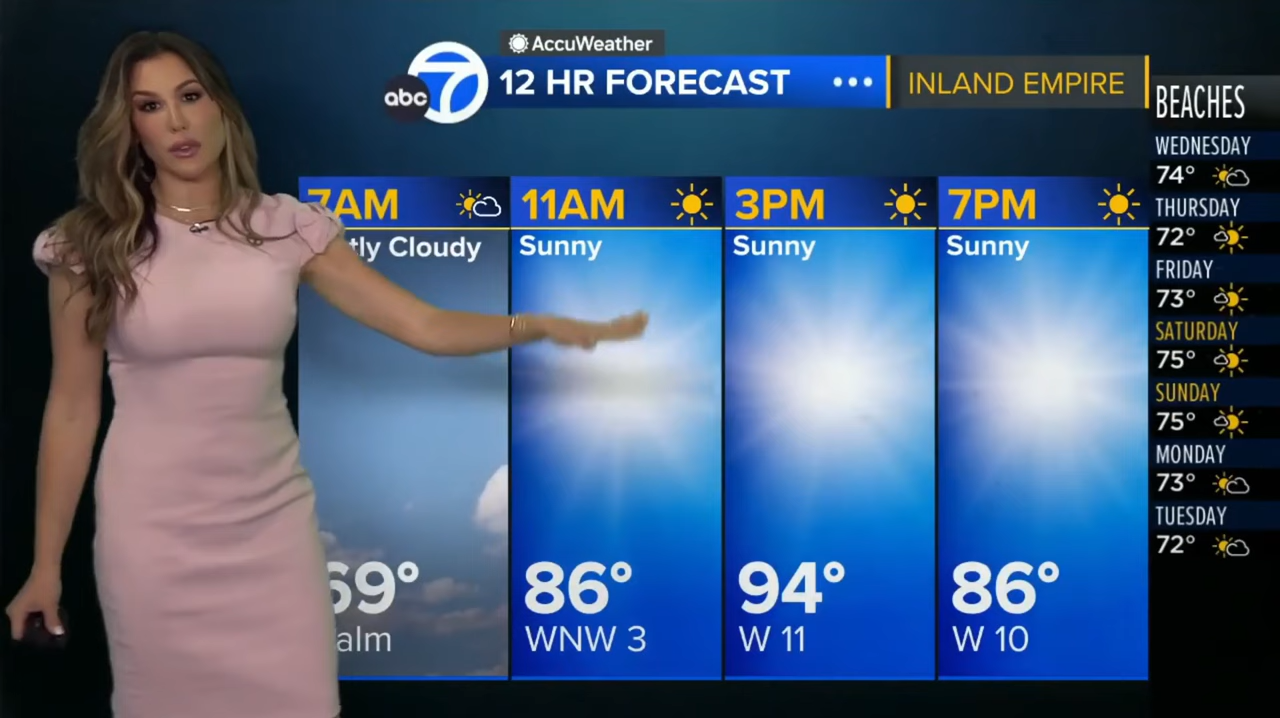 AccuWeather
abc 7 12 HR FORECAST ••• INLAND EMPIRE
7AM
Cloudy
69°
11AM
Sunny
86°
WNW 3
3PM
Sunny
94°
W 11
7PM
Sunny
86°
W 10
BEACHES
WEDNESDAY
74°
THURSDAY
72°
FRIDAY
73°
SATURDAY
75°
SUNDAY
75°
MONDAY
73°
TUESDAY
72°